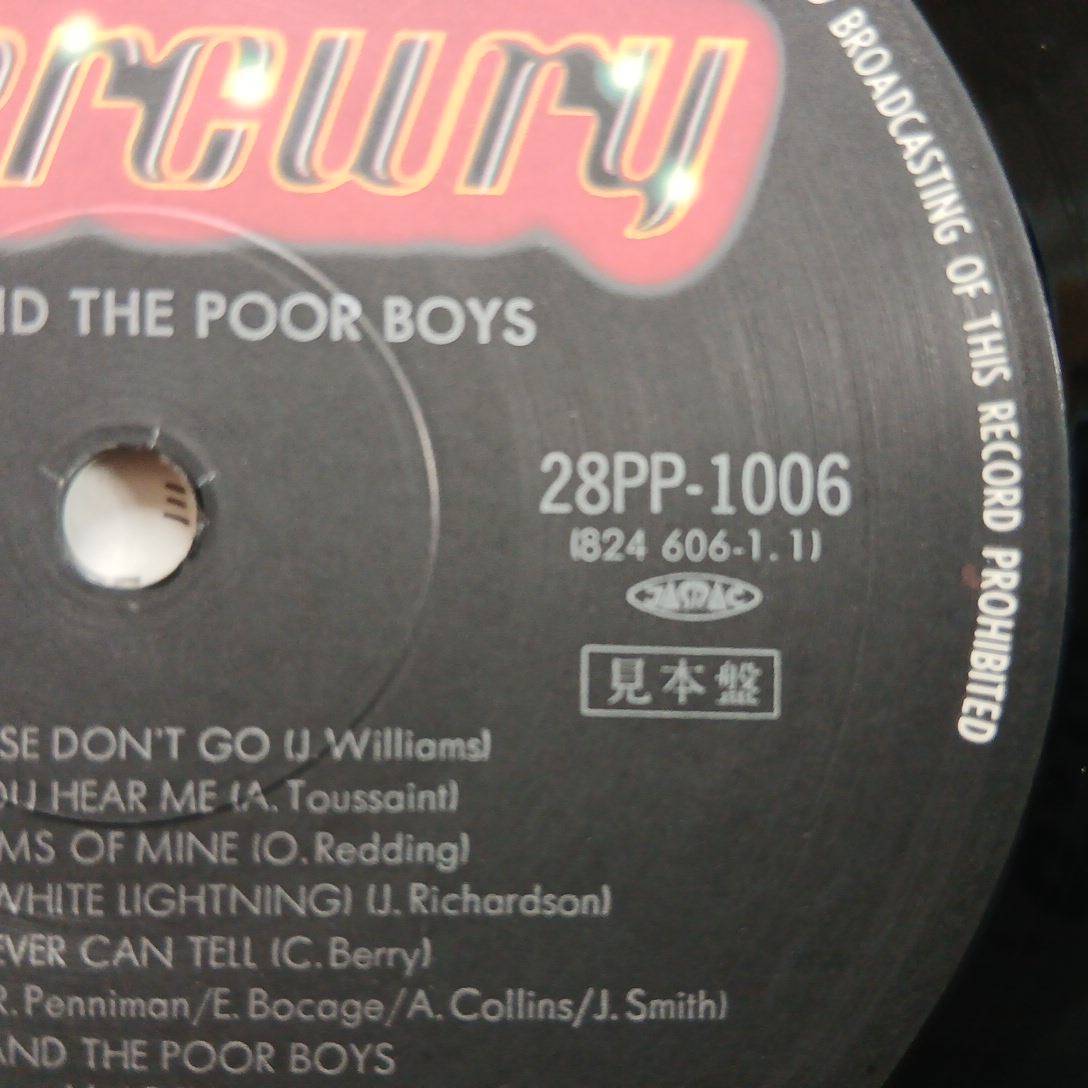 ercury
BROADCASTING OF THIS RECORD PROHIBITED
ND THE POOR BOYS
28PP-1006
(824 606-1.1)
JASRAC
見本盤
SE DON'T GO (J. Williams)
OU HEAR ME (A. Toussaint)
MS OF MINE (O. Redding)
WHITE LIGHTNING) (J. Richardson)
EVER CAN TELL (C. Berry)
R. Penniman/E. Bocage/A. Collins/J. Smith)
AND THE POOR BOYS